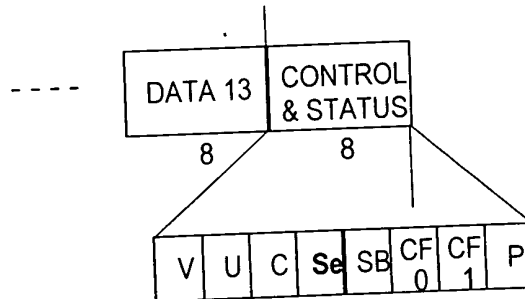 DATA 13 CONTROL
& STATUS
8 8
V U C Se SB CF CF P
0 1